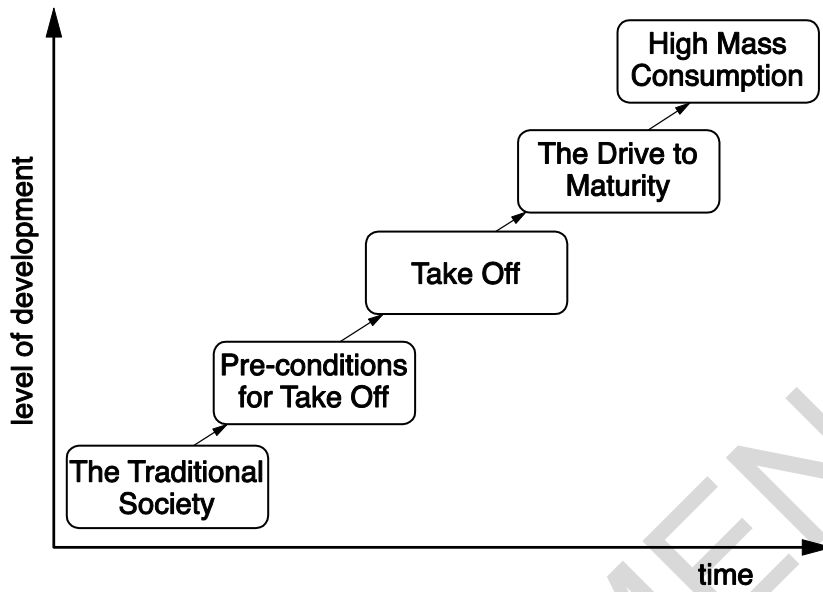 High Mass
Consumption
The Drive to
Maturity
Take Off
Pre-conditions
for Take Off
The Traditional
Society
level of development
time
MEN